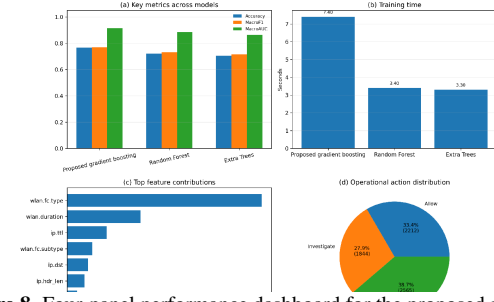 (a) Key metrics across models
Accuracy
MacroF1
MacroAUC
1.0
0.8
0.6
0.4
0.2
0.0
Proposed gradient boosting
Random Forest
Extra Trees
(b) Training time
7.40
3.40
Seconds
7
6
5
4
3
2
1
0
Proposed gradient boosting
Random Forest
Extra Trees
(c) Top feature contributions
wlan.fc.type
wlan.duration
ip.ttl
wlan.fc.subtype
ip.dst
ip.hdr_len
(d) Operational action distribution
Allow
33.4%
(2212)
Investigate
27.9%
(1844)
38.7%
Four-panel performance dashboard for the proposed